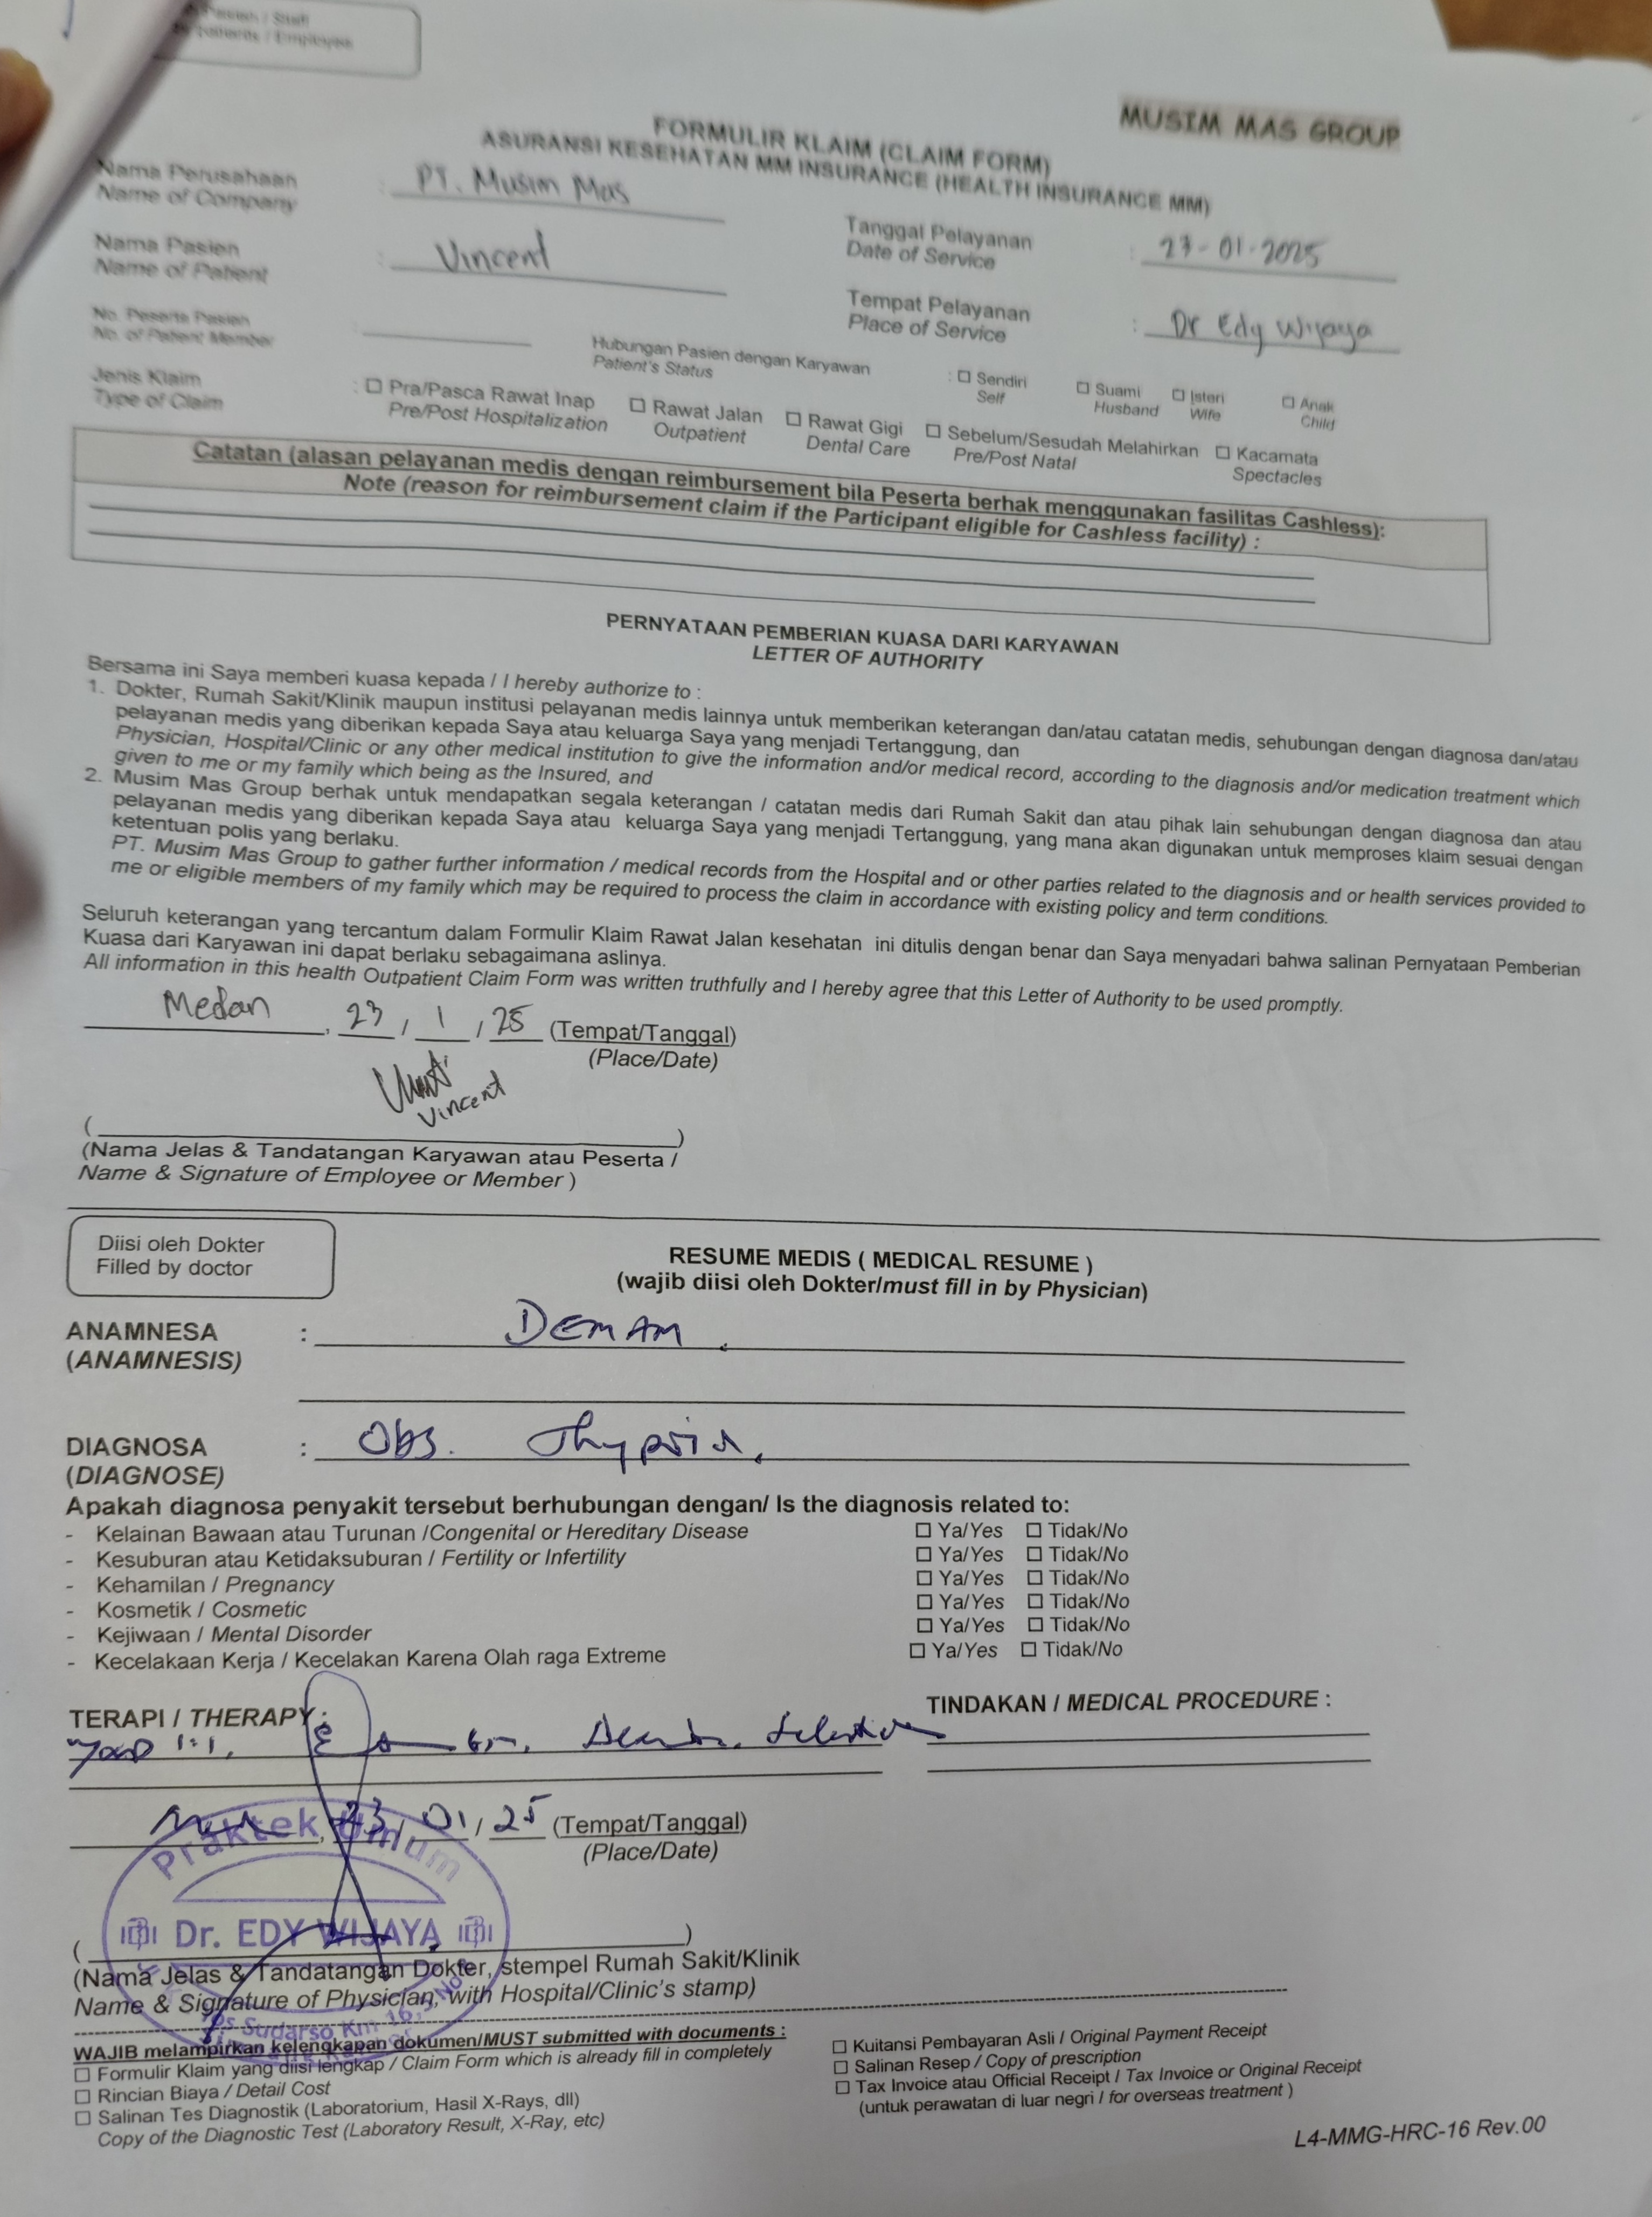 Pasien / Staff
Patients / Employee
MUSIM MAS GROUP
FORMULIR KLAIM (CLAIM FORM)
ASURANSI KESEHATAN MM INSURANCE (HEALTH INSURANCE MM)
Nama Perusahaan : PT. Musim Mas
Name of Company
Tanggal Pelayanan : 23-01-2025
Date of Service
Nama Pasien : Vincent
Name of Patient
Tempat Pelayanan : Dr Edy Wijaya
Place of Service
No. Peserta Pasien :
No. of Patient Member
Hubungan Pasien dengan Karyawan : ☐ Sendiri ☐ Suami ☐ Isteri ☐ Anak
Patient's Status Self Husband Wife Child
Jenis Klaim : ☐ Pra/Pasca Rawat Inap ☐ Rawat Jalan ☐ Rawat Gigi ☐ Sebelum/Sesudah Melahirkan ☐ Kacamata
Type of Claim Pre/Post Hospitalization Outpatient Dental Care Pre/Post Natal Spectacles
Catatan (alasan pelayanan medis dengan reimbursement bila Peserta berhak menggunakan fasilitas Cashless):
Note (reason for reimbursement claim if the Participant eligible for Cashless facility) :
PERNYATAAN PEMBERIAN KUASA DARI KARYAWAN
LETTER OF AUTHORITY
Bersama ini Saya memberi kuasa kepada / I hereby authorize to :
1. Dokter, Rumah Sakit/Klinik maupun institusi pelayanan medis lainnya untuk memberikan keterangan dan/atau catatan medis, sehubungan dengan diagnosa dan/atau
pelayanan medis yang diberikan kepada Saya atau keluarga Saya yang menjadi Tertanggung, dan
Physician, Hospital/Clinic or any other medical institution to give the information and/or medical record, according to the diagnosis and/or medication treatment which
given to me or my family which being as the Insured, and
2. Musim Mas Group berhak untuk mendapatkan segala keterangan / catatan medis dari Rumah Sakit dan atau pihak lain sehubungan dengan diagnosa dan atau
pelayanan medis yang diberikan kepada Saya atau keluarga Saya yang menjadi Tertanggung, yang mana akan digunakan untuk memproses klaim sesuai dengan
ketentuan polis yang berlaku.
PT. Musim Mas Group to gather further information / medical records from the Hospital and or other parties related to the diagnosis and or health services provided to
me or eligible members of my family which may be required to process the claim in accordance with existing policy and term conditions.
Seluruh keterangan yang tercantum dalam Formulir Klaim Rawat Jalan kesehatan ini ditulis dengan benar dan Saya menyadari bahwa salinan Pernyataan Pemberian
Kuasa dari Karyawan ini dapat berlaku sebagaimana aslinya.
All information in this health Outpatient Claim Form was written truthfully and I hereby agree that this Letter of Authority to be used promptly.
Medan, 23 / 1 / 25 (Tempat/Tanggal)
(Place/Date)
Vincent
( )
(Nama Jelas & Tandatangan Karyawan atau Peserta /
Name & Signature of Employee or Member )
Diisi oleh Dokter
Filled by doctor
RESUME MEDIS ( MEDICAL RESUME )
(wajib diisi oleh Dokter/must fill in by Physician)
ANAMNESA : DEMAM
(ANAMNESIS)
DIAGNOSA : Obs.
(DIAGNOSE)
Apakah diagnosa penyakit tersebut berhubungan dengan/ Is the diagnosis related to:
- Kelainan Bawaan atau Turunan /Congenital or Hereditary Disease ☐ Ya/Yes ☐ Tidak/No
- Kesuburan atau Ketidaksuburan / Fertility or Infertility ☐ Ya/Yes ☐ Tidak/No
- Kehamilan / Pregnancy ☐ Ya/Yes ☐ Tidak/No
- Kosmetik / Cosmetic ☐ Ya/Yes ☐ Tidak/No
- Kejiwaan / Mental Disorder ☐ Ya/Yes ☐ Tidak/No
- Kecelakaan Kerja / Kecelakan Karena Olah raga Extreme ☐ Ya/Yes ☐ Tidak/No
TERAPI / THERAPY :
TINDAKAN / MEDICAL PROCEDURE :
23/ 01 / 25 (Tempat/Tanggal)
(Place/Date)
Praktek Umum
Dr. EDY WIJAYA
( )
(Nama Jelas & Tandatangan Dokter, stempel Rumah Sakit/Klinik
Name & Signature of Physician, with Hospital/Clinic's stamp)
Sudarso Km 16,
WAJIB melampirkan kelengkapan dokumen/MUST submitted with documents :
☐ Formulir Klaim yang diisi lengkap / Claim Form which is already fill in completely
☐ Rincian Biaya / Detail Cost
☐ Salinan Tes Diagnostik (Laboratorium, Hasil X-Rays, dll)
Copy of the Diagnostic Test (Laboratory Result, X-Ray, etc)
☐ Kuitansi Pembayaran Asli / Original Payment Receipt
☐ Salinan Resep / Copy of prescription
☐ Tax Invoice atau Official Receipt / Tax Invoice or Original Receipt
(untuk perawatan di luar negri / for overseas treatment )
L4-MMG-HRC-16 Rev.00